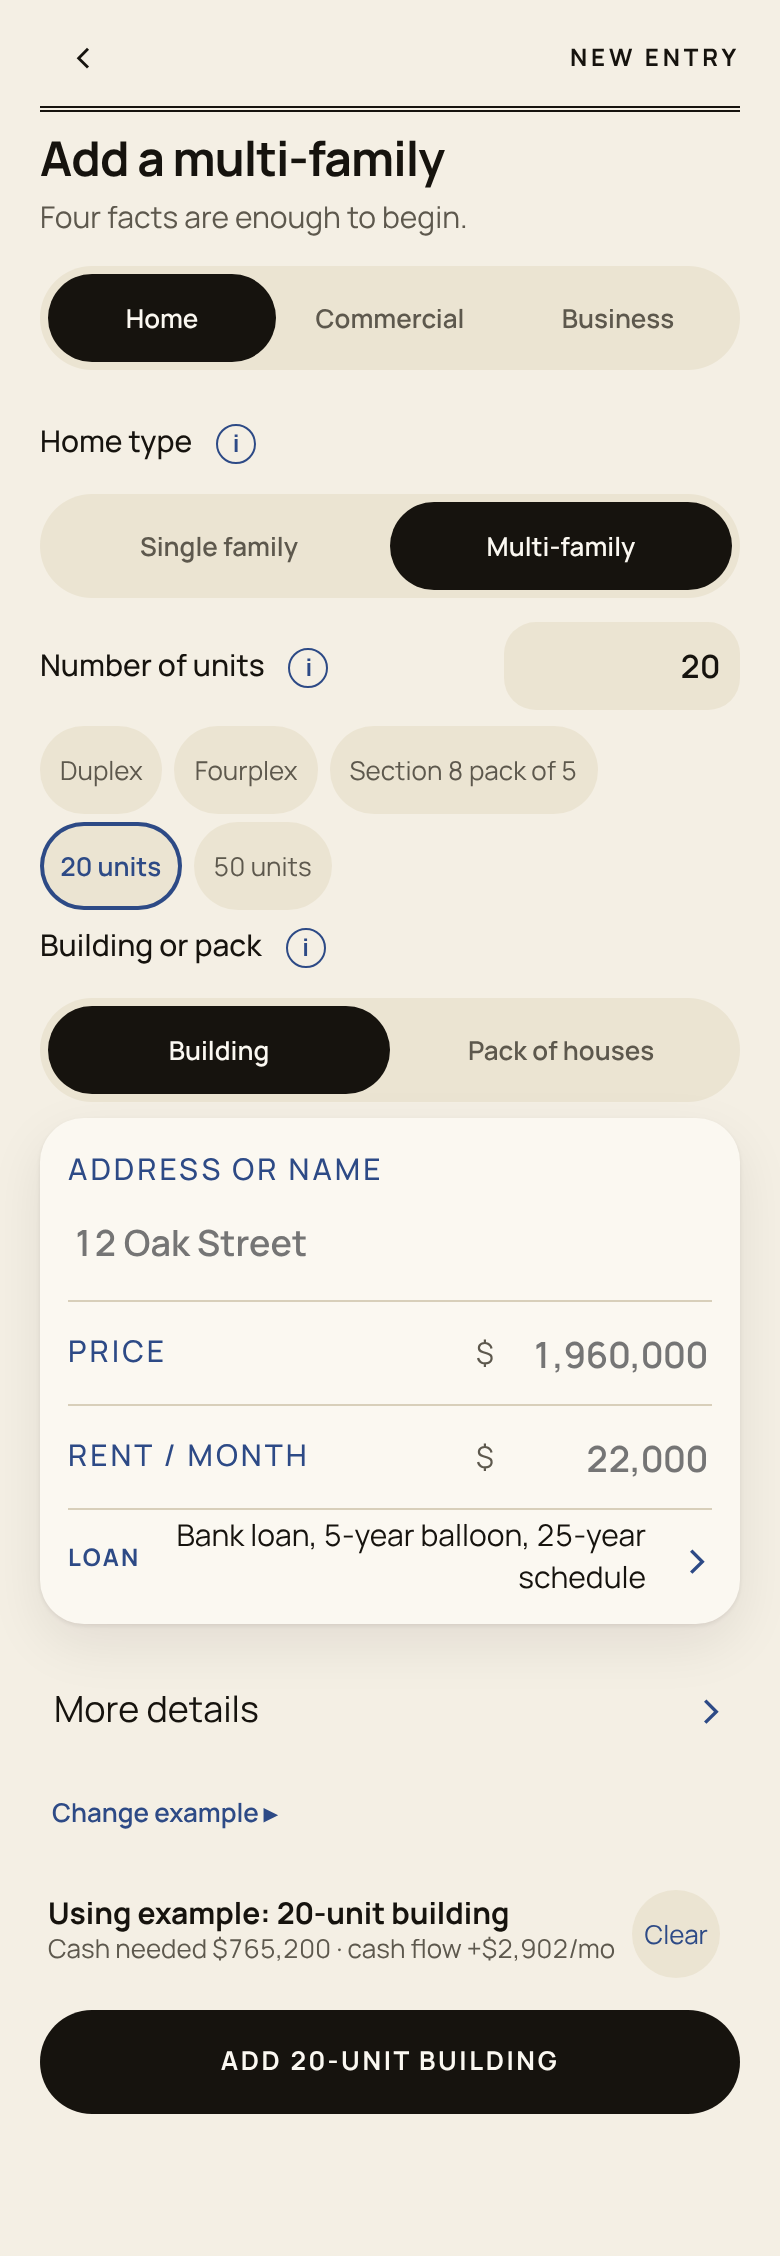 NEW ENTRY
Add a multi-family
Four facts are enough to begin.
Home Commercial Business
Home type i
Single family Multi-family
Number of units i 20
Duplex Fourplex Section 8 pack of 5
20 units 50 units
Building or pack i
Building Pack of houses
ADDRESS OR NAME
12 Oak Street
PRICE $ 1,960,000
RENT / MONTH $ 22,000
LOAN Bank loan, 5-year balloon, 25-year
schedule
More details
Change example ▸
Using example: 20-unit building
Cash needed $765,200 · cash flow +$2,902/mo
Clear
ADD 20-UNIT BUILDING